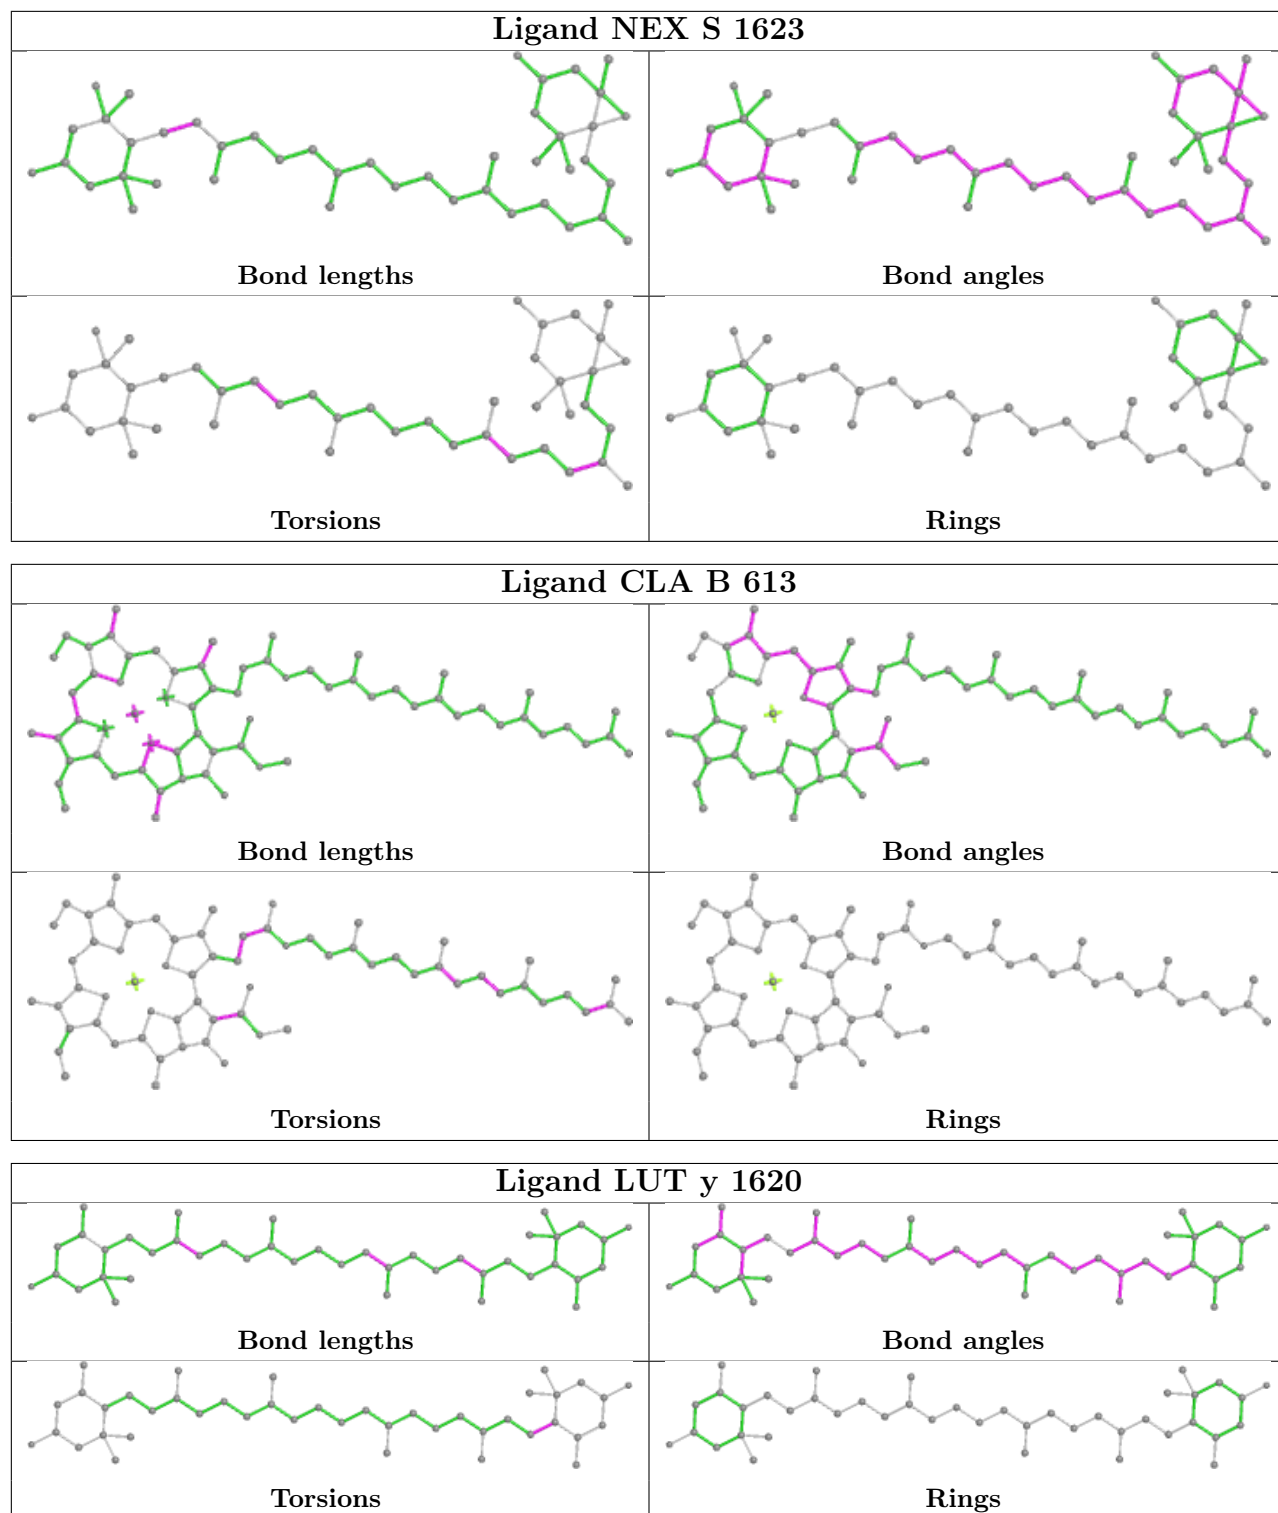 Ligand NEX S 1623
Bond lengths
Bond angles
Torsions
Rings
Ligand CLA B 613
Bond lengths
Bond angles
Torsions
Rings
Ligand LUT y 1620
Bond lengths
Bond angles
Torsions
Rings